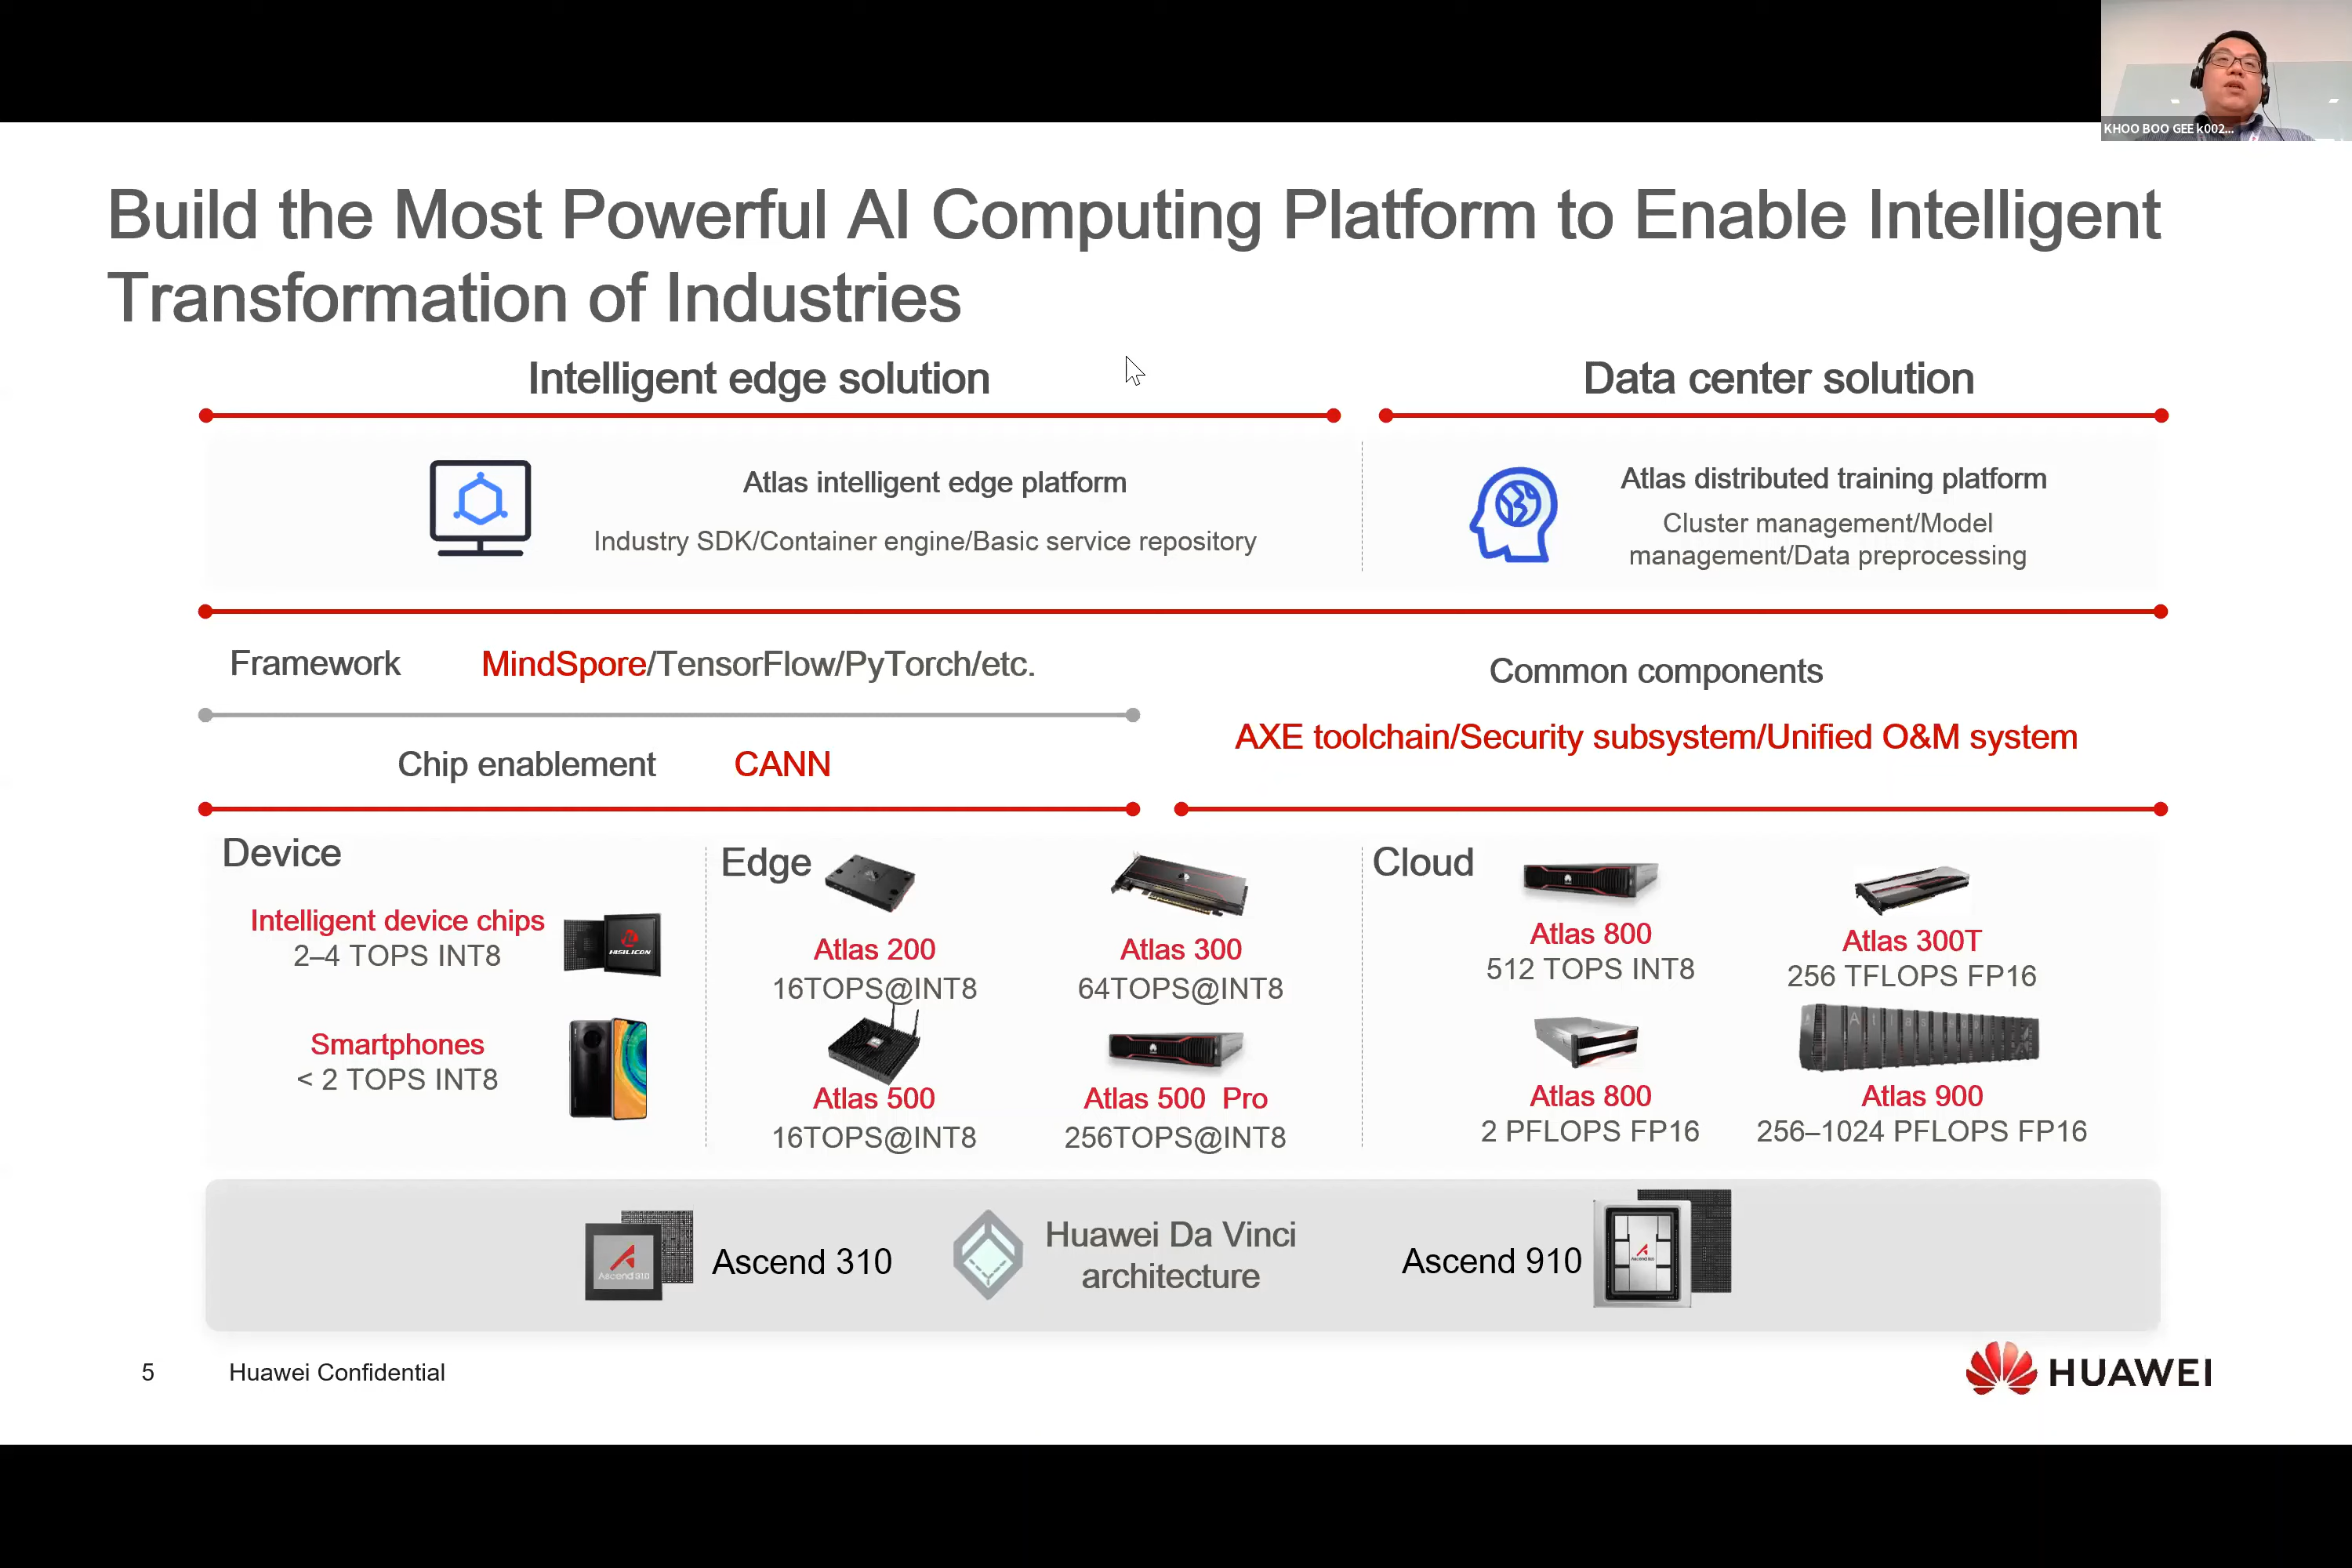 KHOO BOO GEE k002...
Build the Most Powerful AI Computing Platform to Enable Intelligent
Transformation of Industries
Intelligent edge solution
Data center solution
Atlas intelligent edge platform
Industry SDK/Container engine/Basic service repository
Atlas distributed training platform
Cluster management/Model
management/Data preprocessing
Framework
MindSpore/TensorFlow/PyTorch/etc.
Chip enablement
CANN
Common components
AXE toolchain/Security subsystem/Unified O&M system
Device
Intelligent device chips
2–4 TOPS INT8
HISILICON
Smartphones
< 2 TOPS INT8
Edge
Atlas 200
16TOPS@INT8
Atlas 300
64TOPS@INT8
Atlas 500
16TOPS@INT8
Atlas 500 Pro
256TOPS@INT8
Cloud
Atlas 800
512 TOPS INT8
Atlas 300T
256 TFLOPS FP16
Atlas 800
2 PFLOPS FP16
Atlas 900
256–1024 PFLOPS FP16
Ascend 310
Ascend 310
Huawei Da Vinci
architecture
Ascend 910
5
Huawei Confidential
HUAWEI